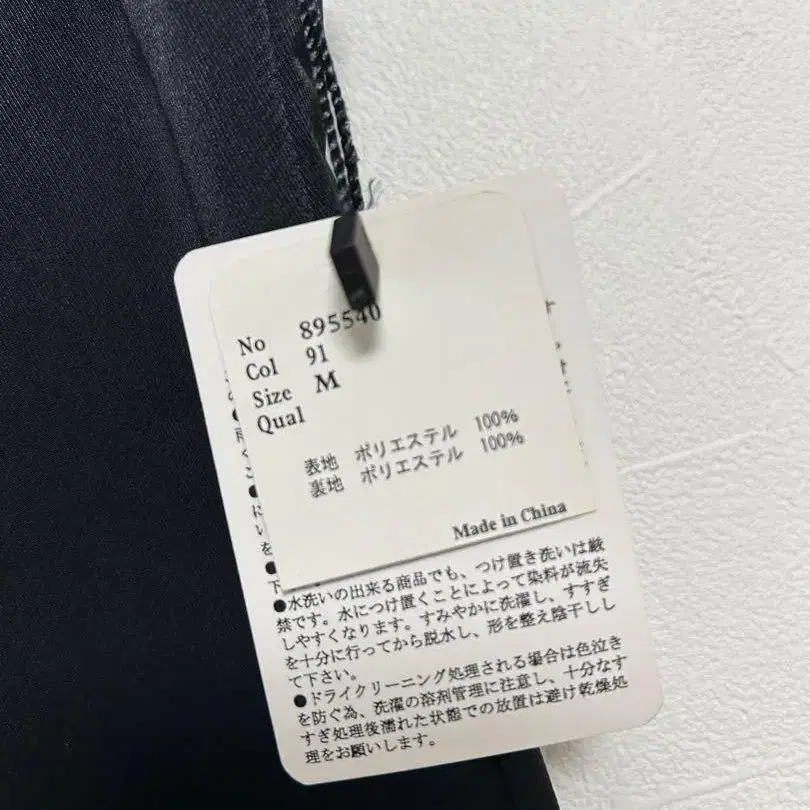 No 895540
Col 91
Size M
Qual
表地 ポリエステル 100%
裏地 ポリエステル 100%
Made in China
●水洗いの出来る商品でも、つけ置き洗いは厳
禁です。水につけ置くことによって染料が流失
しやすくなります。すみやかに洗濯し、すすぎ
を十分に行ってから脱水し、形を整え陰干しし
て下さい。
●ドライクリーニング処理される場合は色泣き
を防ぐ為、洗濯の溶剤管理に注意し、十分なす
すぎ処理後濡れた状態での放置は避け乾燥処
理をお願いします。